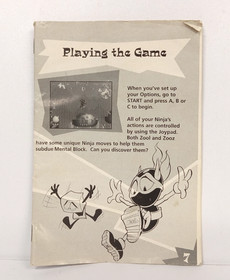 Playing the Game
When you've set up
your Options, go to
START and press A, B or
C to begin.
All of your Ninja's
actions are controlled
by using the Joypad.
Both Zool and Zooz
have some unique Ninja moves to help them
subdue Mental Block. Can you discover them?
7